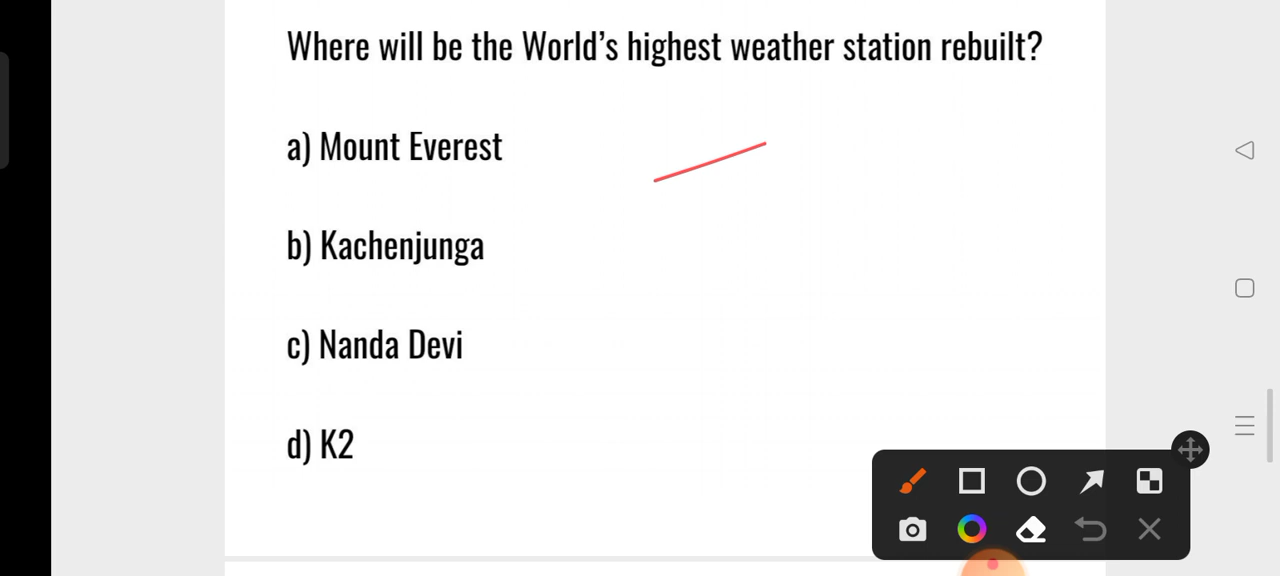 Where will be the World's highest weather station rebuilt?
a) Mount Everest
b) Kachenjunga
c) Nanda Devi
d) K2